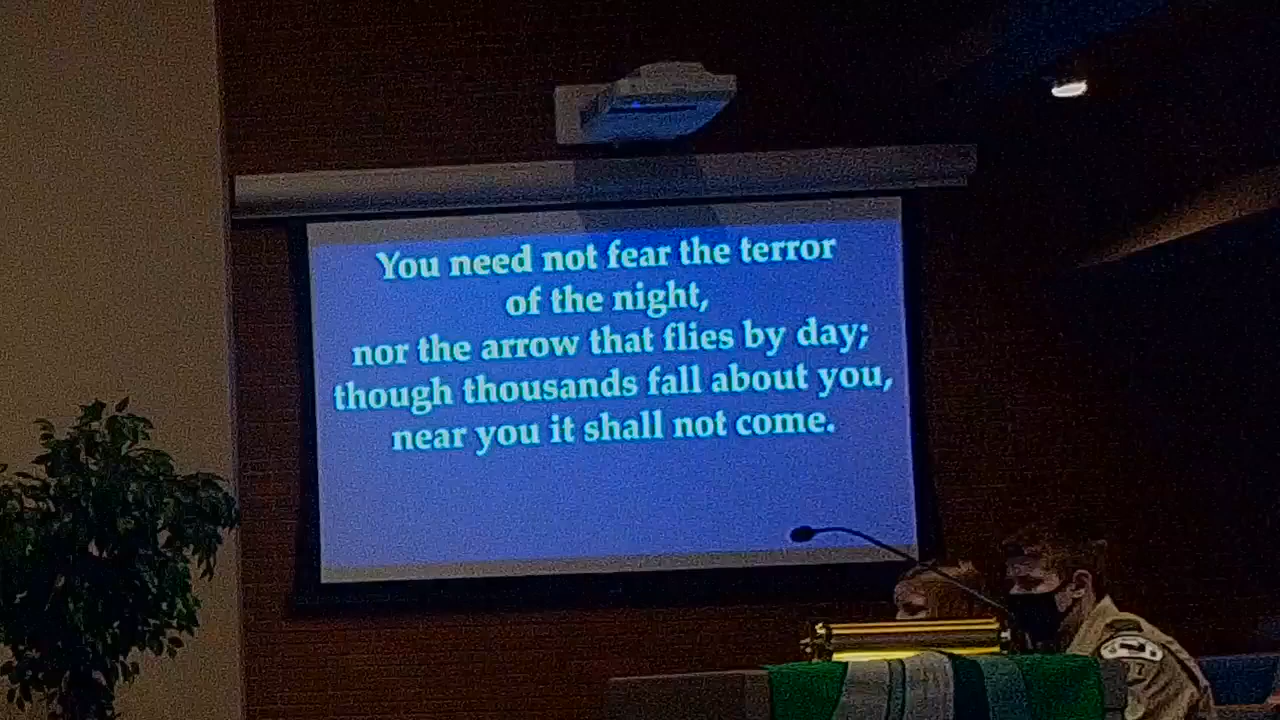 You need not fear the terror
of the night,
nor the arrow that flies by day;
though thousands fall about you,
near you it shall not come.